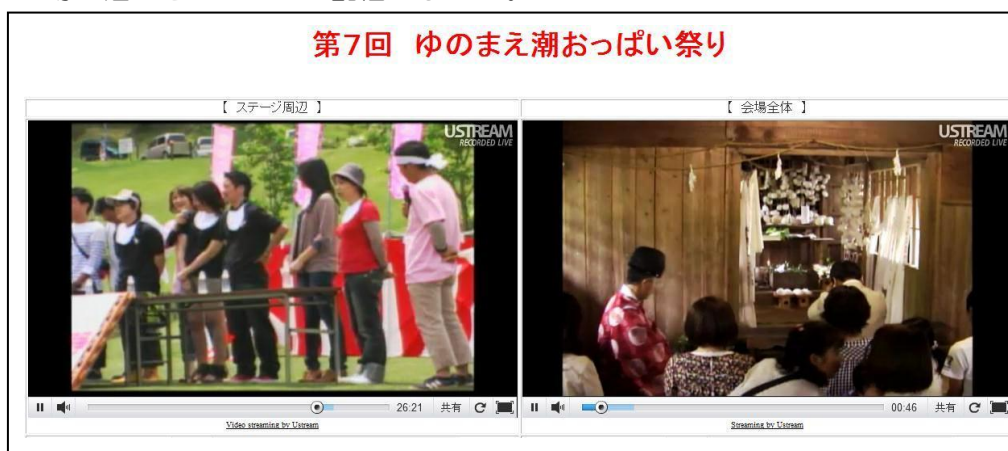 第7回 ゆのまえ潮おっぱい祭り
【 ステージ周辺 】
【 会場全体 】
USTREAM
RECORDED LIVE
USTREAM
RECORDED LIVE
26:21 共有
00:46 共有
Video streaming by Ustream
Streaming by Ustream